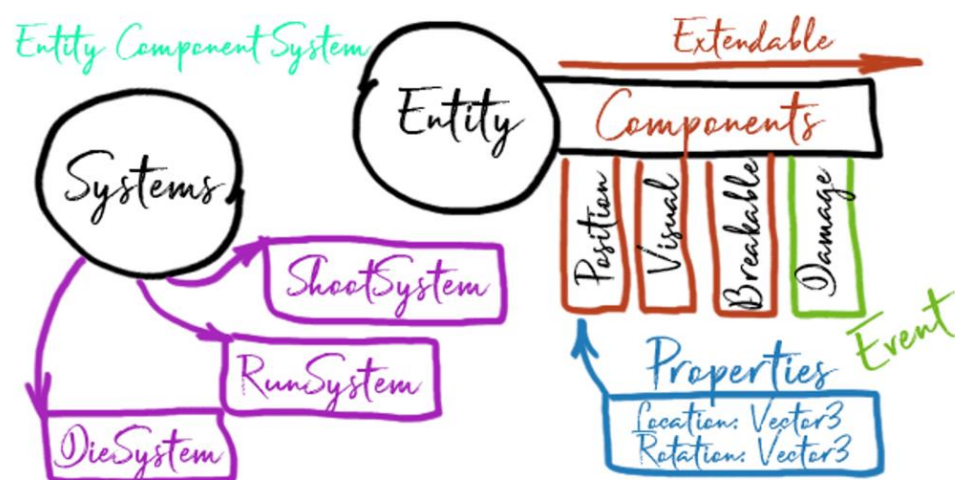 Entity Component System
Extendable
Entity
Components
Systems
Position
Visual
Breakable
Damage
Event
ShootSystem
RunSystem
DieSystem
Properties
Location: Vector3
Rotation: Vector3